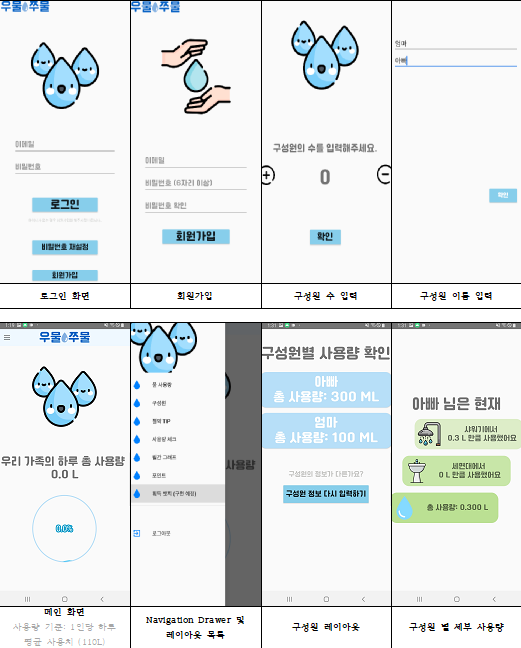 우물쭈물
이메일
비밀번호
로그인
비밀번호 재설정
회원가입
로그인 화면
우물쭈물
이메일
비밀번호 (6자리 이상)
비밀번호 확인
회원가입
회원가입
구성원의 수를 입력해주세요.
0
확인
구성원 수 입력
엄마
아빠
확인
구성원 이름 입력
우물쭈물
우리 가족의 하루 총 사용량
0.0 L
0.0%
메인 화면
사용량 기준: 1인당 하루
평균 사용치 (110L)
물 사용량
구성원
절약 TIP
사용량 체크
월간 그래프
포인트
워터 뱃지 (구현 예정)
로그아웃
사용량
Navigation Drawer 및
레이아웃 목록
구성원별 사용량 확인
아빠
총 사용량: 300 ML
엄마
총 사용량: 100 ML
구성원의 정보가 다른가요?
구성원 정보 다시 입력하기
구성원 레이아웃
아빠 님은 현재
샤워기에서
0.3 L 만큼 사용했어요
세면대에서
0 L 만큼 사용했어요
총 사용량: 0.300 L
구성원 별 세부 사용량